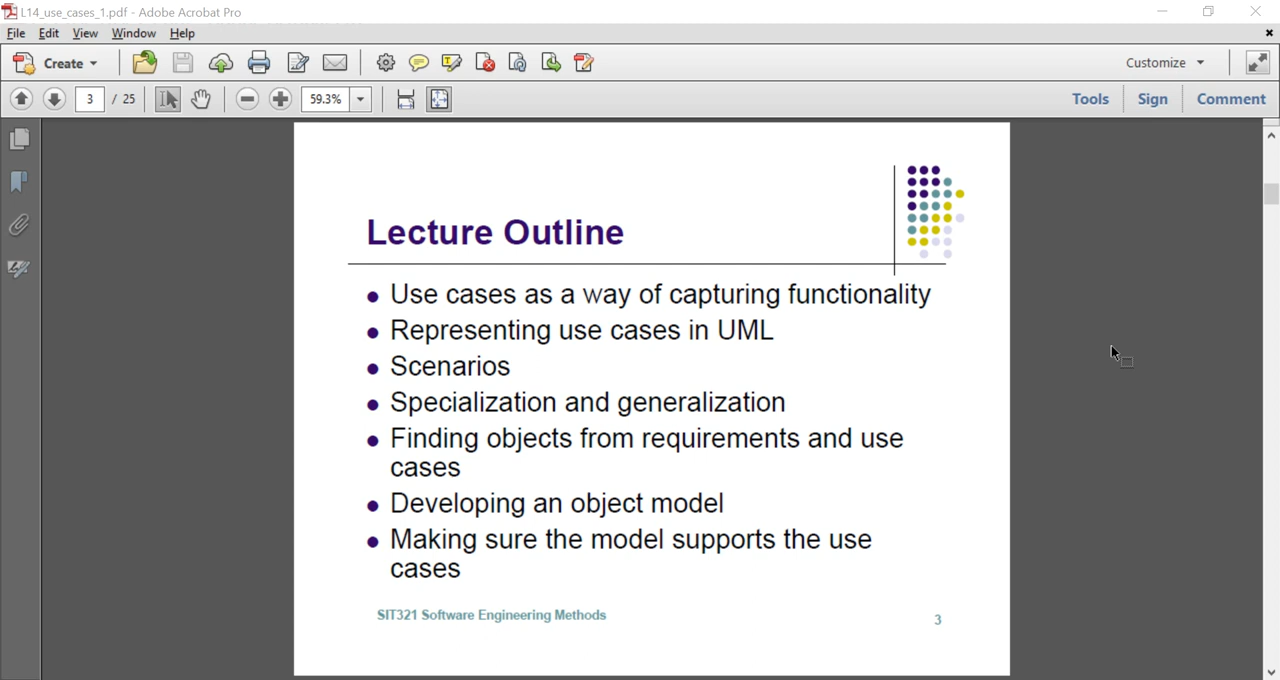 L14_use_cases_1.pdf - Adobe Acrobat Pro
File Edit View Window Help
Create
Customize
3 / 25
59.3%
Tools
Sign
Comment
Lecture Outline
Use cases as a way of capturing functionality
Representing use cases in UML
Scenarios
Specialization and generalization
Finding objects from requirements and use
cases
Developing an object model
Making sure the model supports the use
cases
SIT321 Software Engineering Methods
3